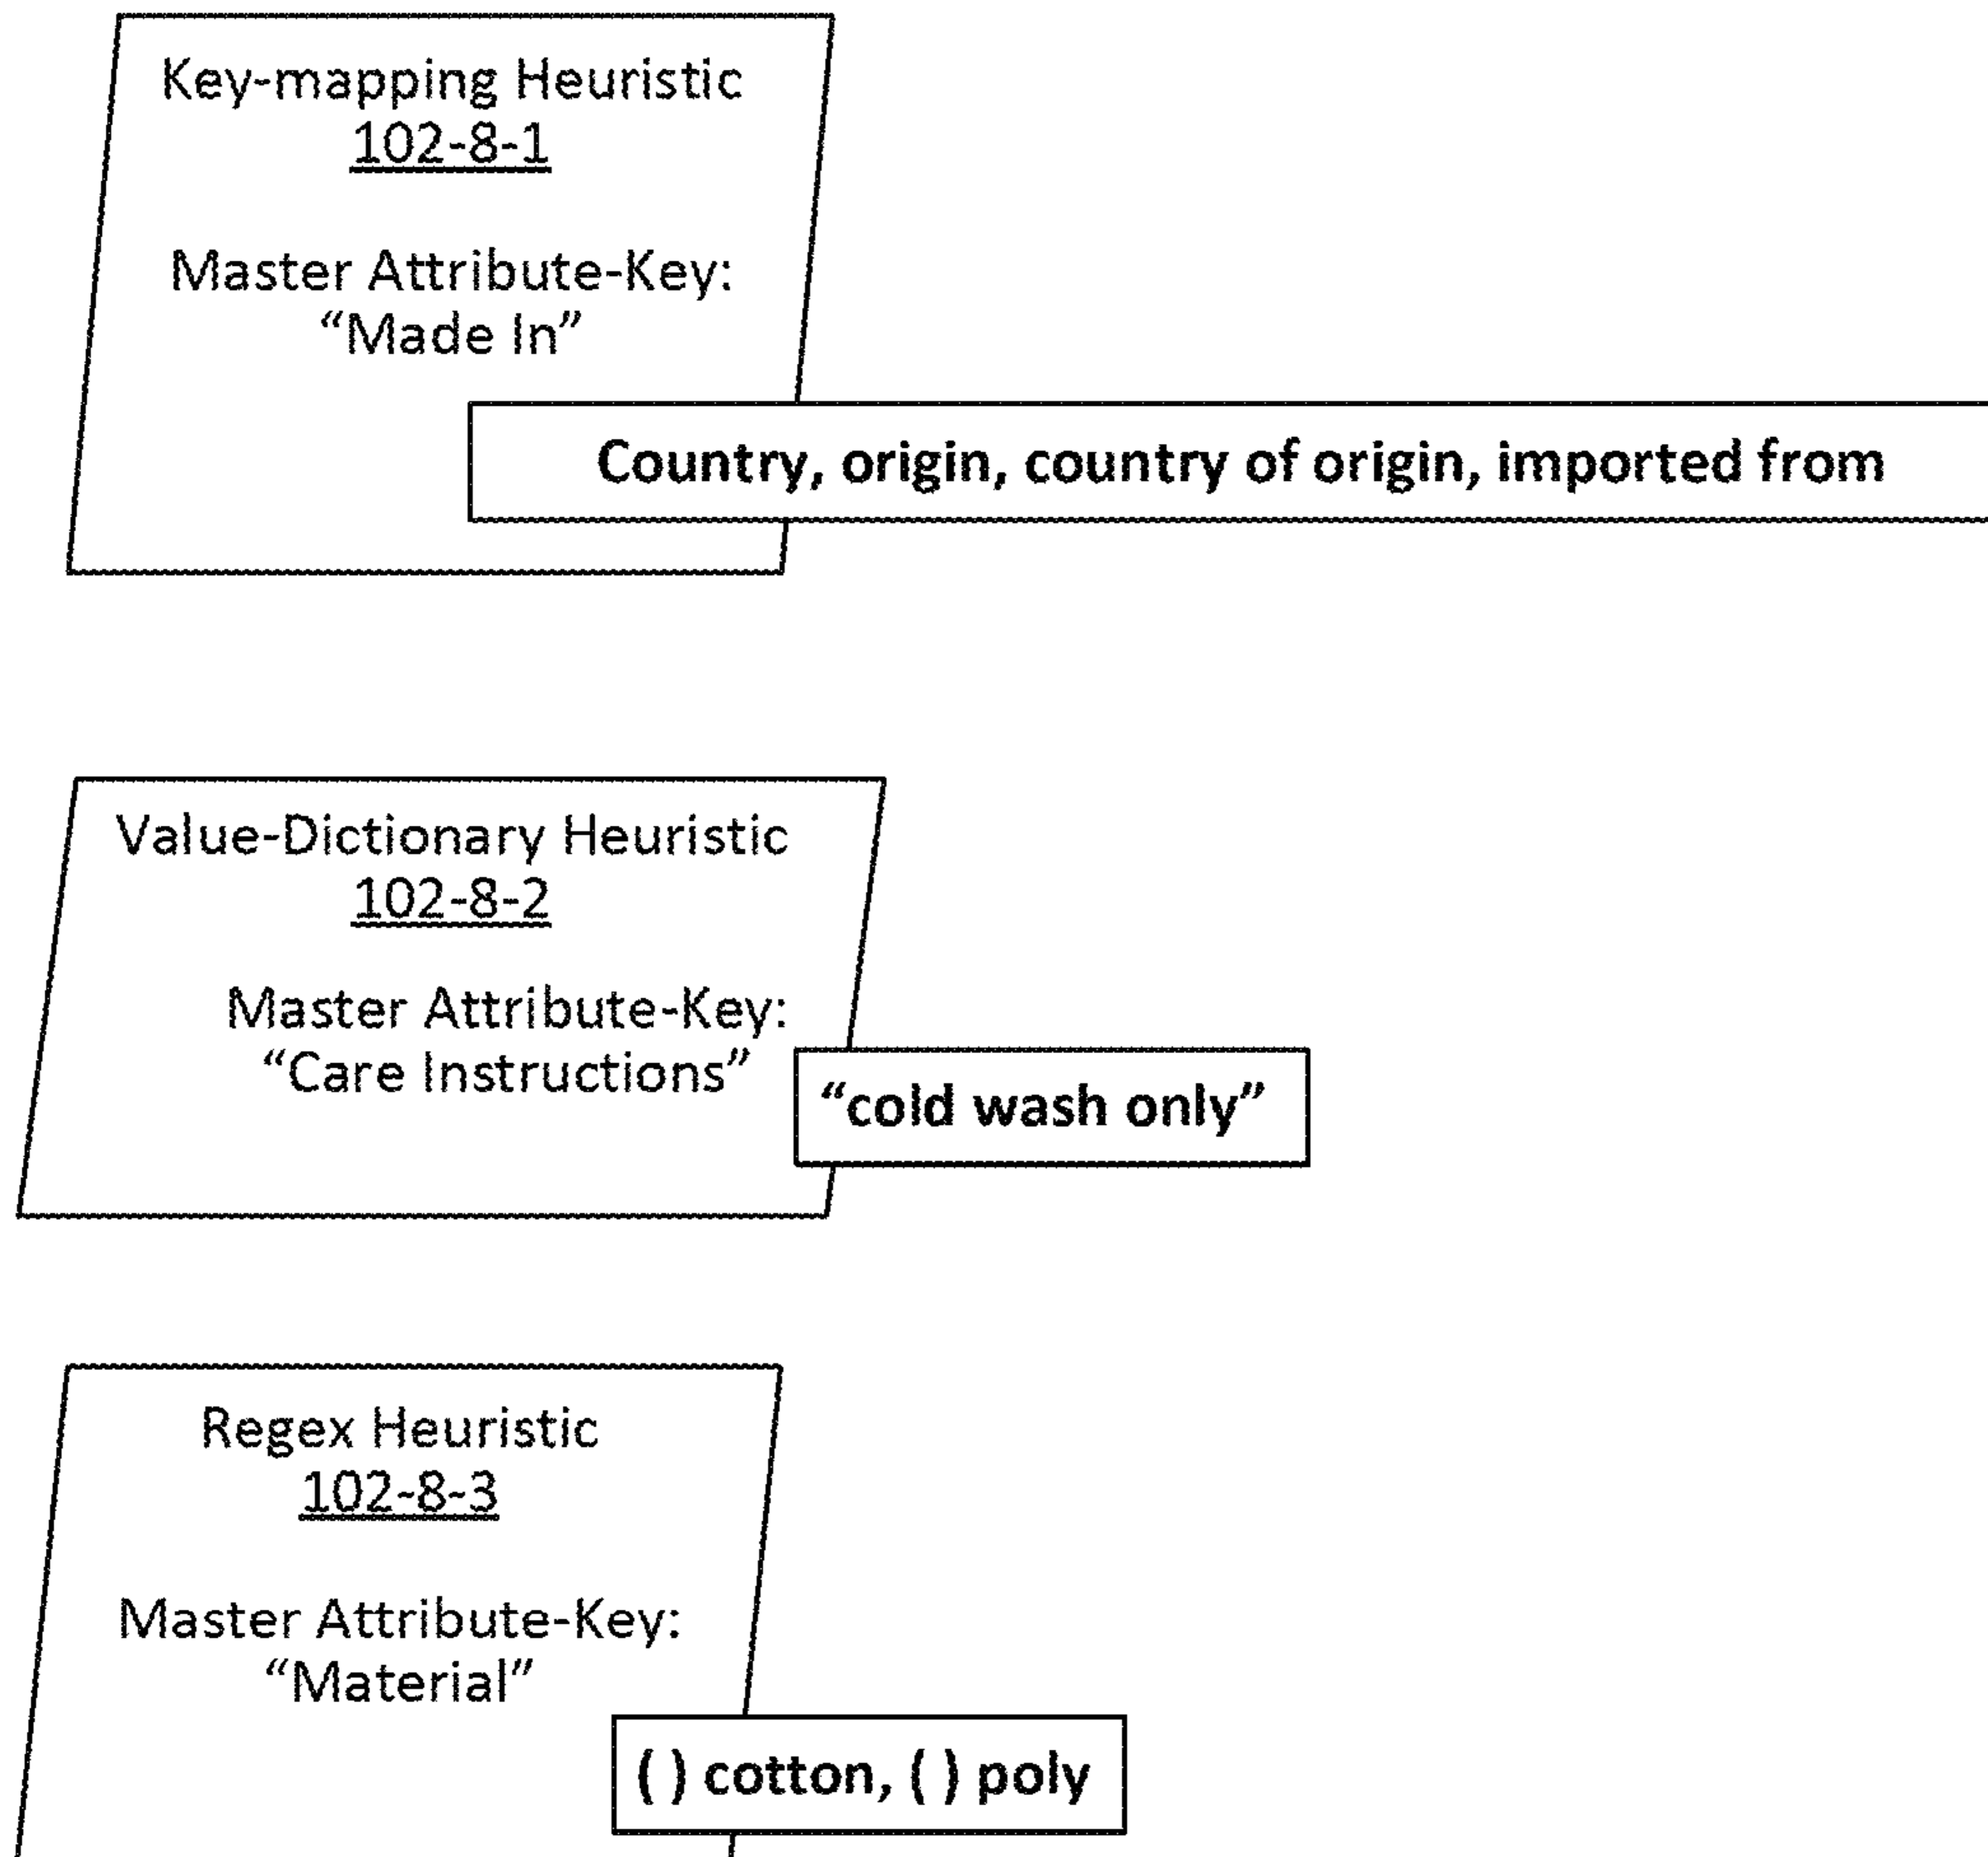 Key-mapping Heuristic
102-8-1
Master Attribute-Key:
“Made In”
Country, origin, country of origin, imported from
Value-Dictionary Heuristic
102-8-2
Master Attribute-Key:
“Care Instructions”
“cold wash only”
Regex Heuristic
102-8-3
Master Attribute-Key:
“Material”
( ) cotton, ( ) poly